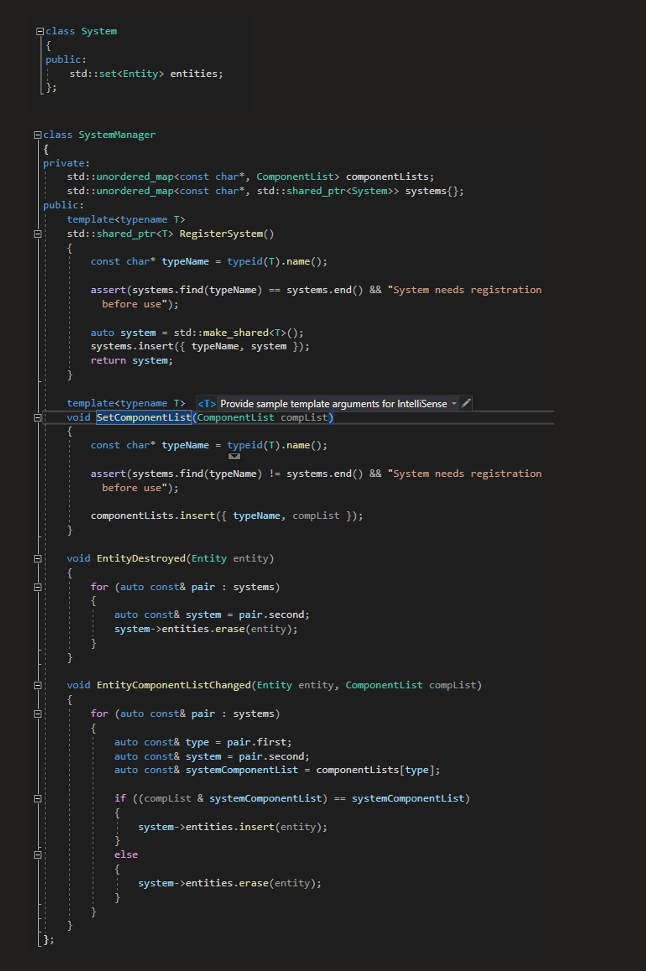 class System
{
public:
    std::set<Entity> entities;
};
class SystemManager
{
private:
    std::unordered_map<const char*, ComponentList> componentLists;
    std::unordered_map<const char*, std::shared_ptr<System>> systems{};
public:
    template<typename T>
    std::shared_ptr<T> RegisterSystem()
    {
        const char* typeName = typeid(T).name();
        assert(systems.find(typeName) == systems.end() && "System needs registration
          before use");
        auto system = std::make_shared<T>();
        systems.insert({ typeName, system });
        return system;
    }
    template<typename T> <T> Provide sample template arguments for IntelliSense
    void SetComponentList(ComponentList compList)
    {
        const char* typeName = typeid(T).name();
        assert(systems.find(typeName) != systems.end() && "System needs registration
          before use");
        componentLists.insert({ typeName, compList });
    }
    void EntityDestroyed(Entity entity)
    {
        for (auto const& pair : systems)
        {
            auto const& system = pair.second;
            system->entities.erase(entity);
        }
    }
    void EntityComponentListChanged(Entity entity, ComponentList compList)
    {
        for (auto const& pair : systems)
        {
            auto const& type = pair.first;
            auto const& system = pair.second;
            auto const& systemComponentList = componentLists[type];
            if ((compList & systemComponentList) == systemComponentList)
            {
                system->entities.insert(entity);
            }
            else
            {
                system->entities.erase(entity);
            }
        }
    }
};